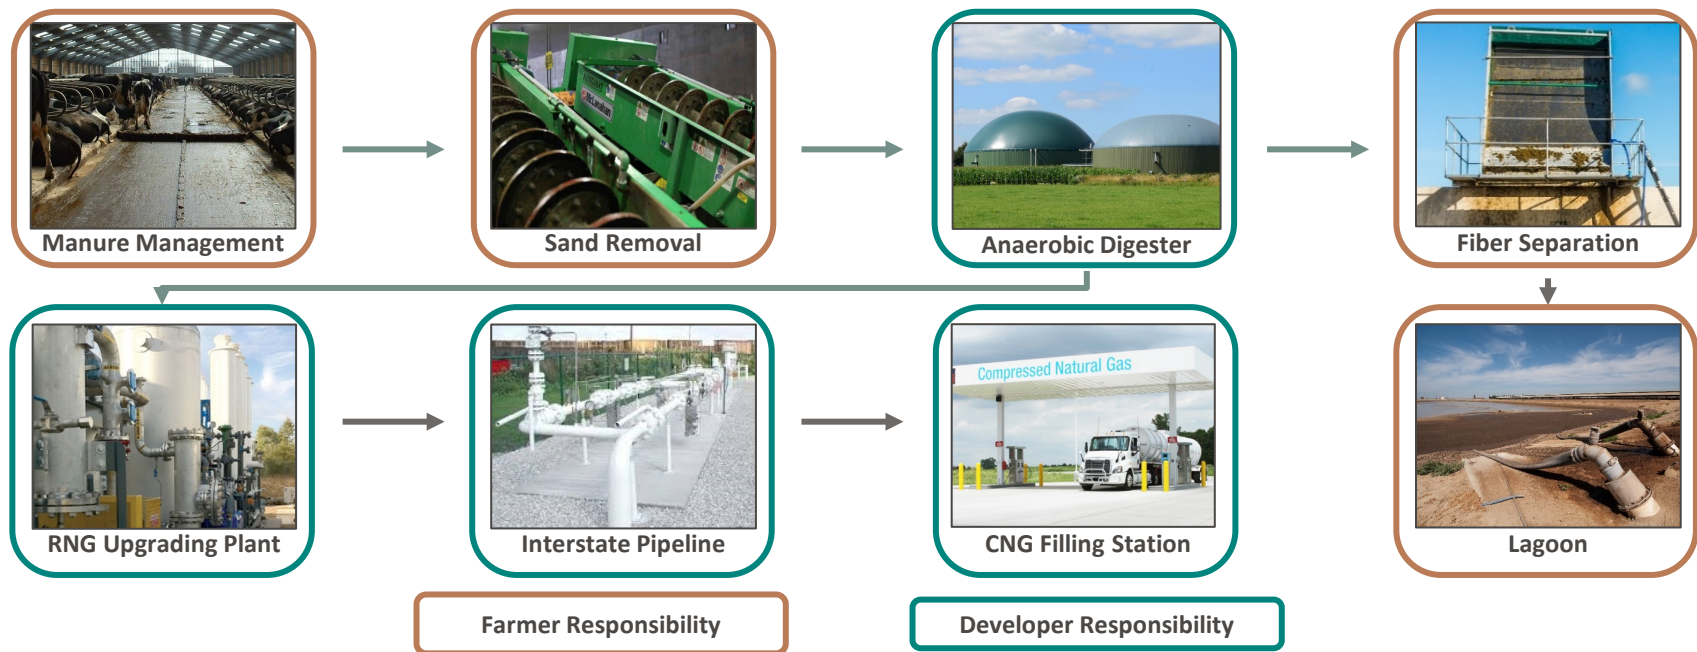 McLanahan
Manure Management
Sand Removal
Anaerobic Digester
Fiber Separation
Compressed Natural Gas
RNG Upgrading Plant
Interstate Pipeline
CNG Filling Station
Lagoon
Farmer Responsibility
Developer Responsibility